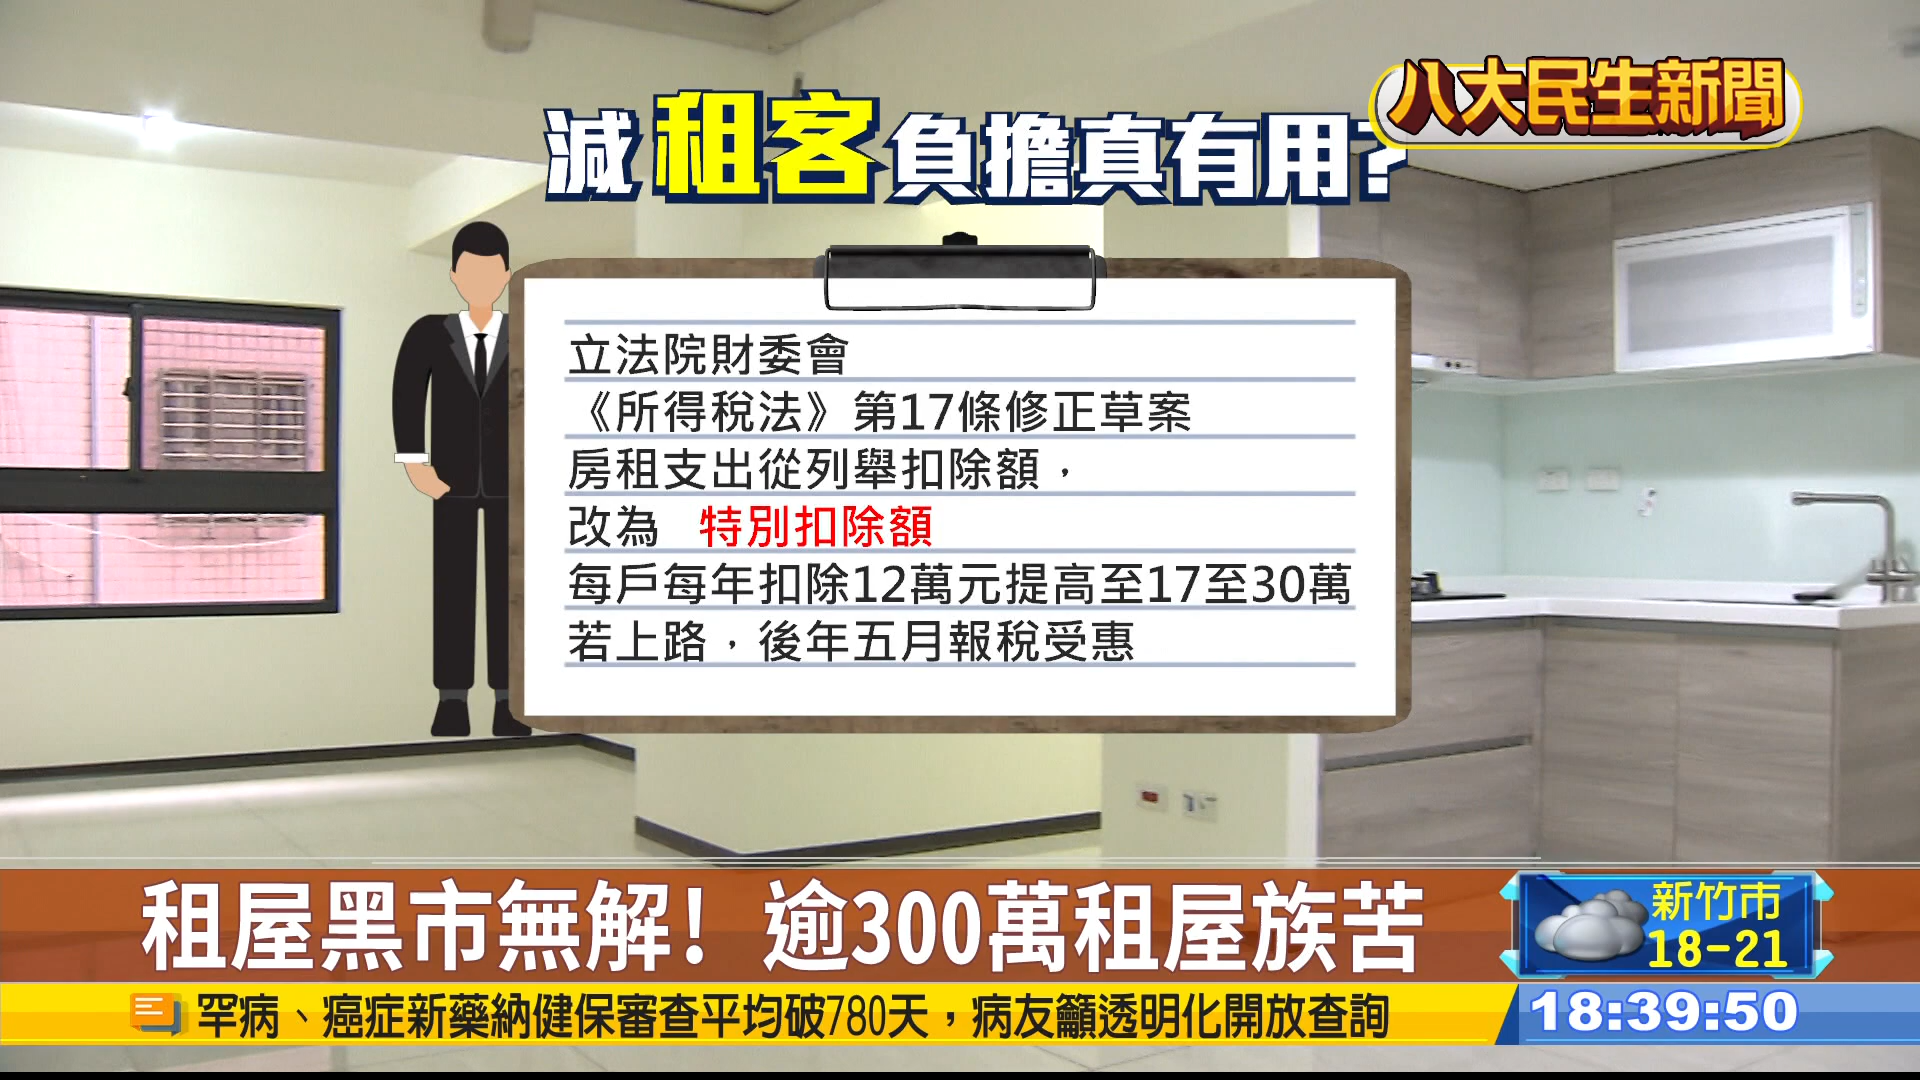 八大民生新聞
減租客負擔真有用?
立法院財委會
《所得稅法》第17條修正草案
房租支出從列舉扣除額，
改為 特別扣除額
每戶每年扣除12萬元提高至17至30萬
若上路，後年五月報稅受惠
租屋黑市無解! 逾300萬租屋族苦
新竹市
18-21
罕病、癌症新藥納健保審查平均破780天，病友籲透明化開放查詢
18:39:50